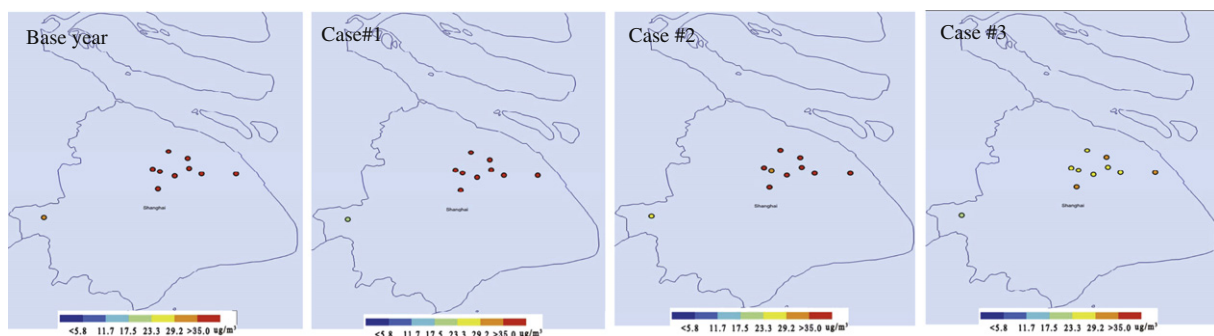 Base year
Case#1
Case #2
Case #3
Shanghai
Shanghai
Shanghai
Shanghai
<5.8 11.7 17.5 23.3 29.2 >35.0 ug/m³
<5.8 11.7 17.5 23.3 29.2 >35.0 ug/m³
<5.8 11.7 17.5 23.3 29.2 >35.0 ug/m³
<5.8 11.7 17.5 23.3 29.2 >35.0 ug/m³